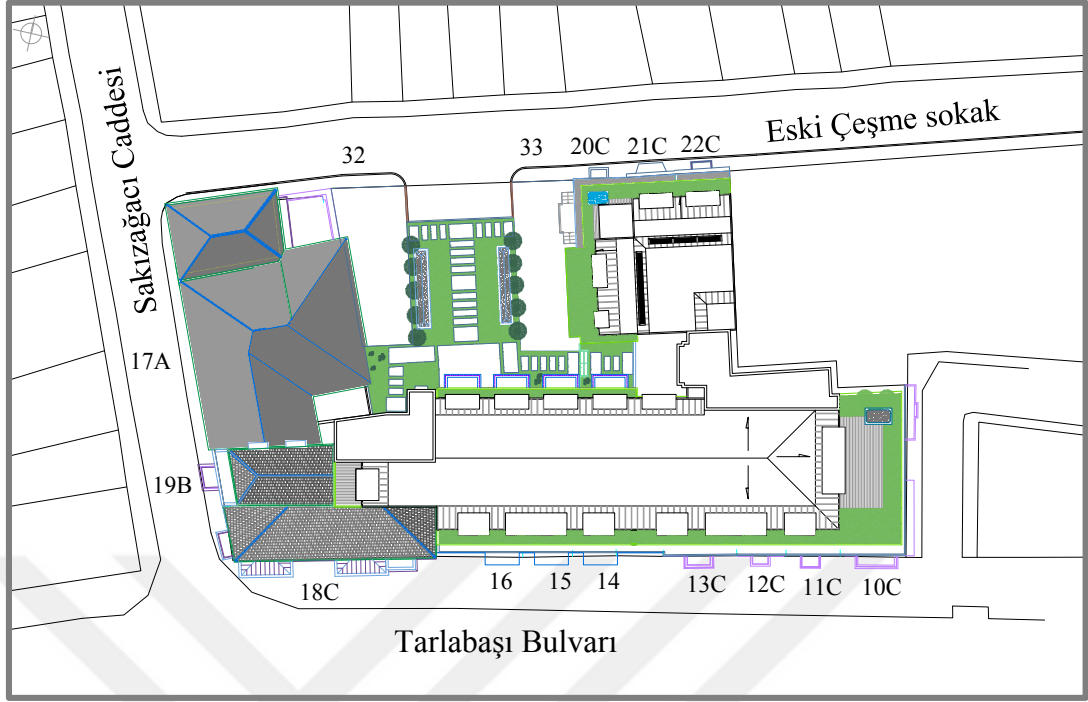 Sakızağacı Caddesi
Eski Çeşme sokak
32
33
20C
21C
22C
17A
19B
18C
16
15
14
13C
12C
11C
10C
Tarlabaşı Bulvarı